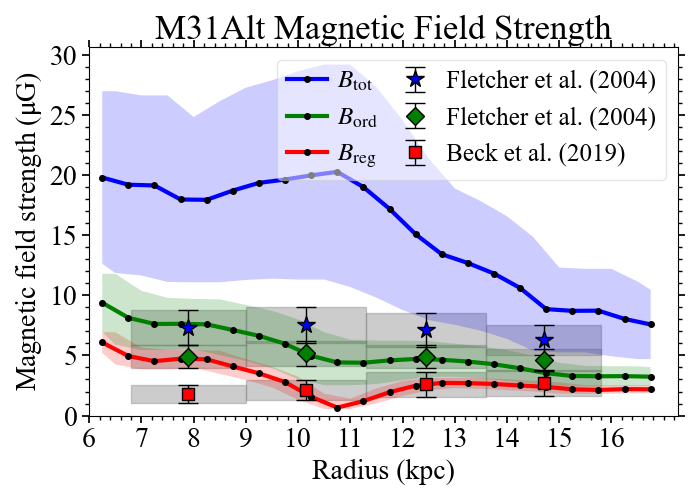 M31Alt Magnetic Field Strength
Magnetic field strength (μG)
30
25
20
15
10
5
0
B_tot
B_ord
B_reg
Fletcher et al. (2004)
Fletcher et al. (2004)
Beck et al. (2019)
6 7 8 9 10 11 12 13 14 15 16
Radius (kpc)